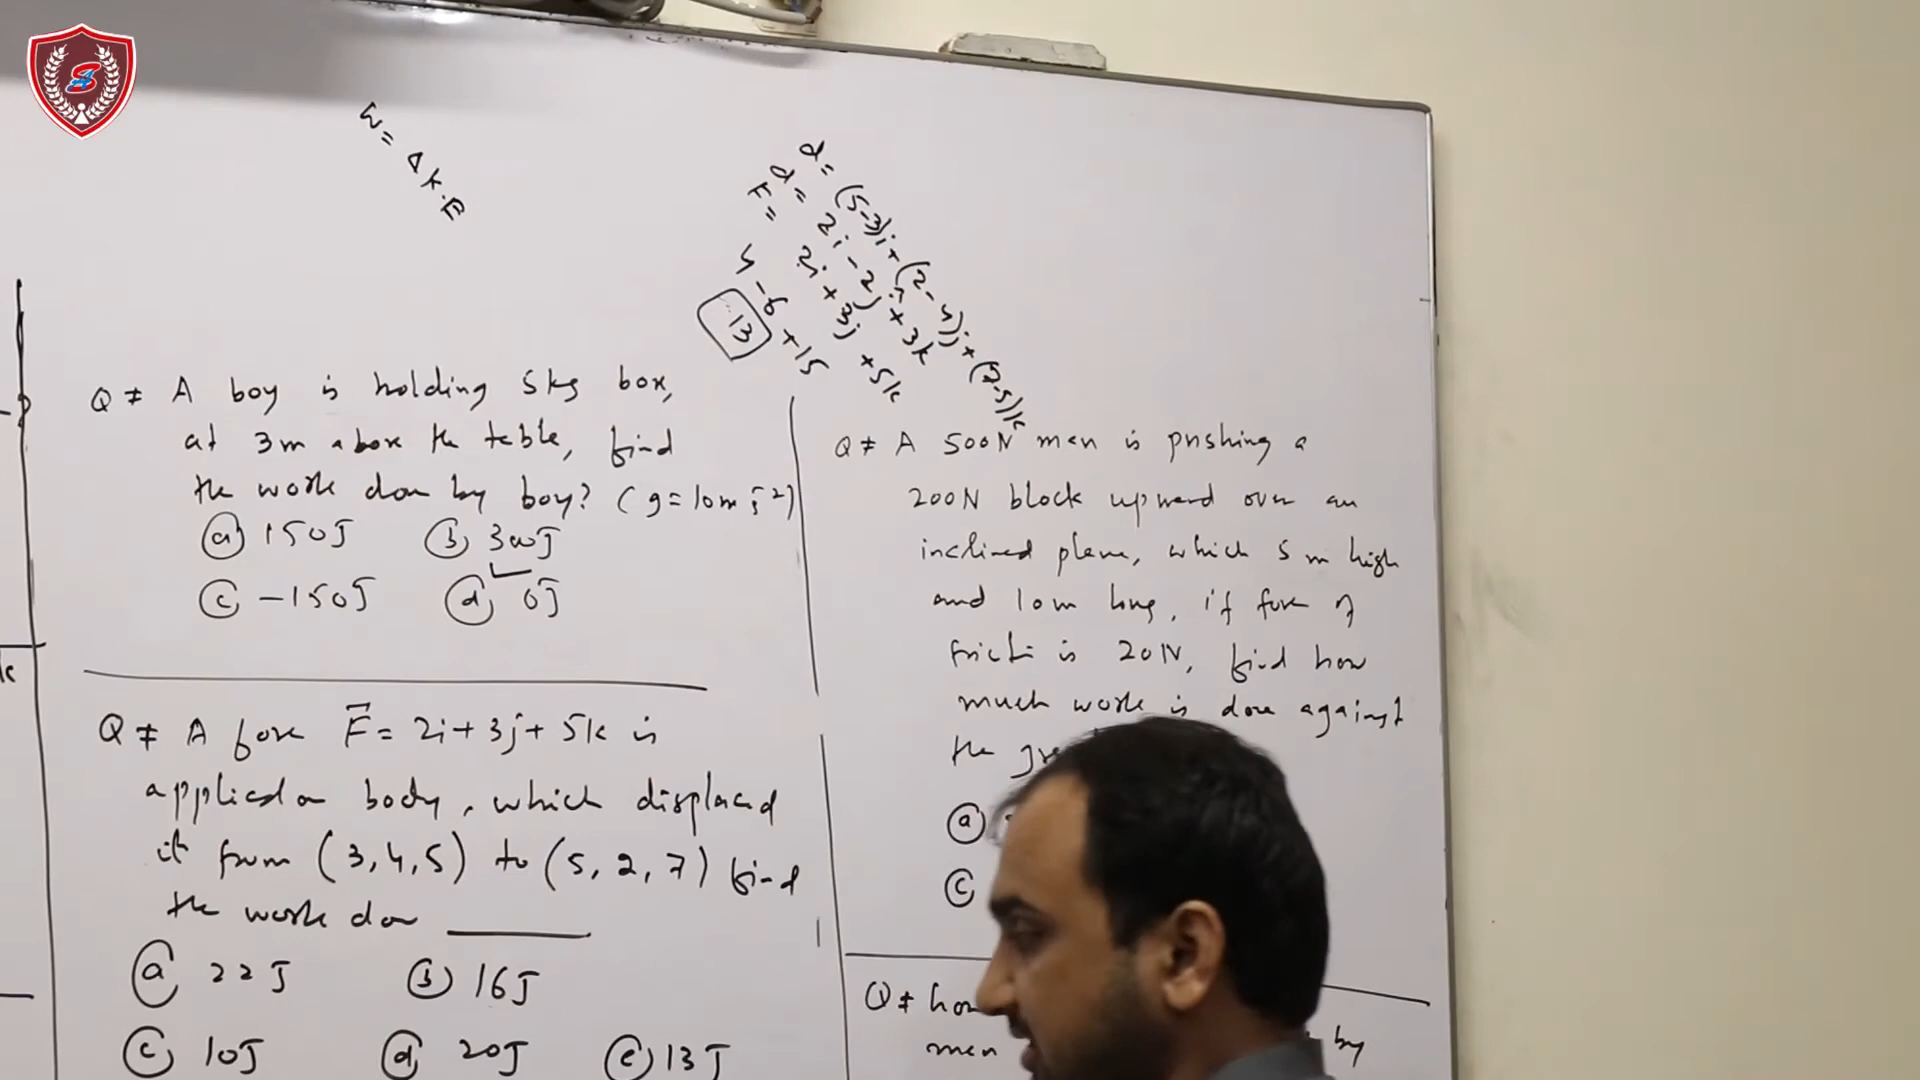 W = Δ K.E
d = (5-3)i + (2-4)j + (7-5)k
d = 2i - 2j + 3k
F = 2i + 3j + 5k
4 - 6 + 15
13
Q ≠ A boy is holding 5kg box,
at 3m above the table, find
the work don by boy? (g = 10m s⁻²)
(a) 150J (b) 300J
(c) -150J (d) 0J
Q ≠ A force F = 2i + 3j + 5k is
applied on body, which displaced
it from (3, 4, 5) to (5, 2, 7) find
the work don ______
(a) 22J (b) 16J
(c) 10J (d) 20J (e) 13J
Q ≠ A 500N man is pushing a
200N block upward over an
inclined plane, which 5m high
and 10m long, if force of
friction is 20N, find how
much work is done against
the
(a)
(c)
Q ≠ how
men by